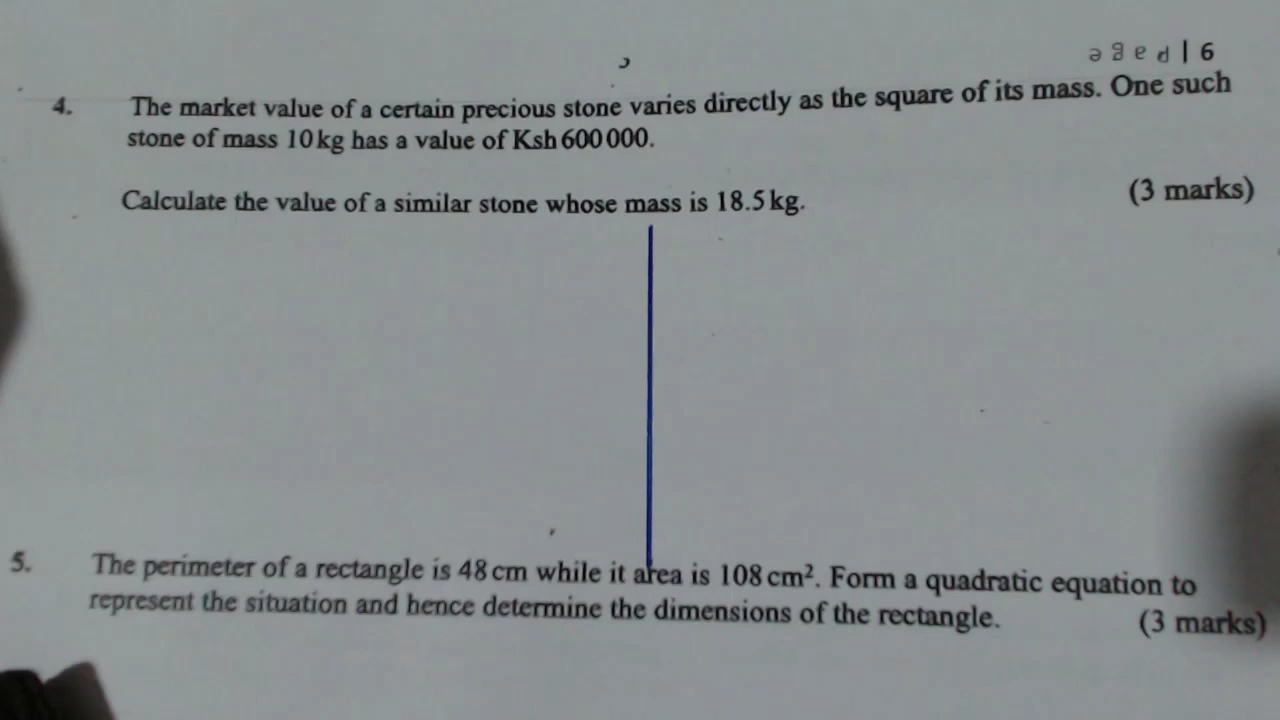 aged|6
4. The market value of a certain precious stone varies directly as the square of its mass. One such
stone of mass 10 kg has a value of Ksh 600 000.
Calculate the value of a similar stone whose mass is 18.5 kg. (3 marks)
5. The perimeter of a rectangle is 48 cm while it area is 108 cm². Form a quadratic equation to
represent the situation and hence determine the dimensions of the rectangle. (3 marks)